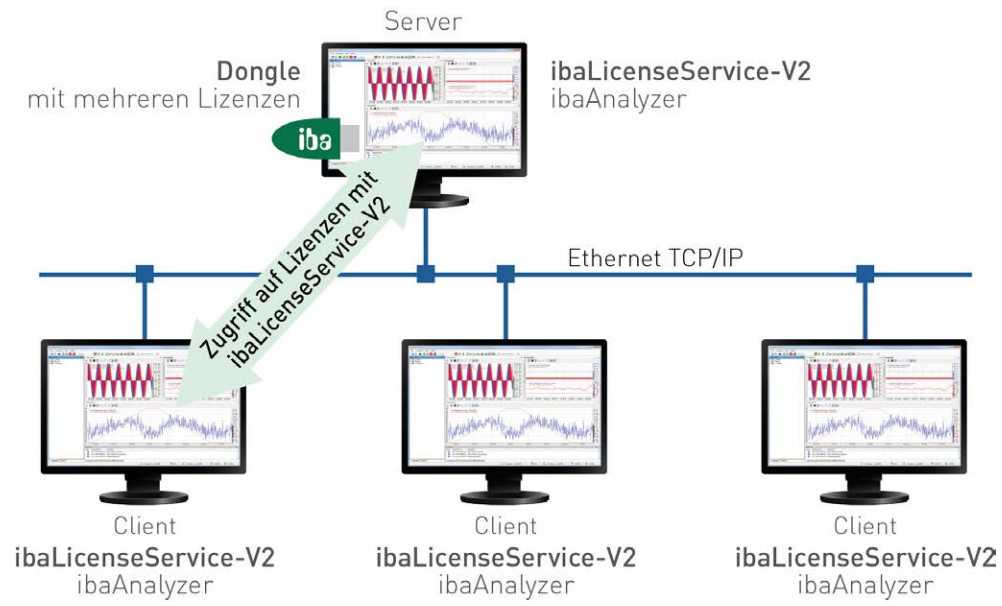 Server
Dongle
mit mehreren Lizenzen
ibaLicenseService-V2
ibaAnalyzer
iba
Zugriff auf Lizenzen mit
ibaLicenseService-V2
Ethernet TCP/IP
Client
ibaLicenseService-V2
ibaAnalyzer
Client
ibaLicenseService-V2
ibaAnalyzer
Client
ibaLicenseService-V2
ibaAnalyzer